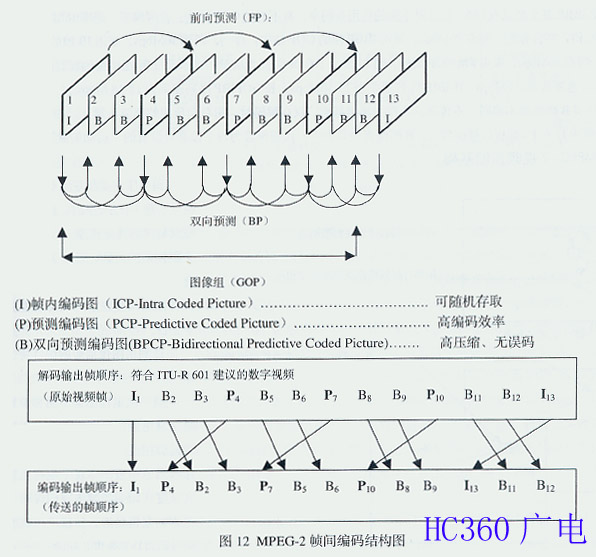 前向预测（FP）：
1 2 3 4 5 6 7 8 9 10 11 12 13
I B B P B B P B B P B B I
双向预测（BP）
图像组（GOP）
(I)帧内编码图（ICP-Intra Coded Picture）……………………………… 可随机存取
(P)预测编码图（PCP-Predictive Coded Picture）……………………… 高编码效率
(B)双向预测编码图(BPCP-Bidirectional Predictive Coded Picture)……. 高压缩、无误码
解码输出帧顺序：符合 ITU-R 601 建议的数字视频
（原始视频帧） I1 B2 B3 P4 B5 B6 P7 B8 B9 P10 B11 B12 I13
编码输出帧顺序： I1 P4 B2 B3 P7 B5 B6 P10 B8 B9 I13 B11 B12
（传送的帧顺序）
图 12 MPEG-2 帧间编码结构图
HC360 广电